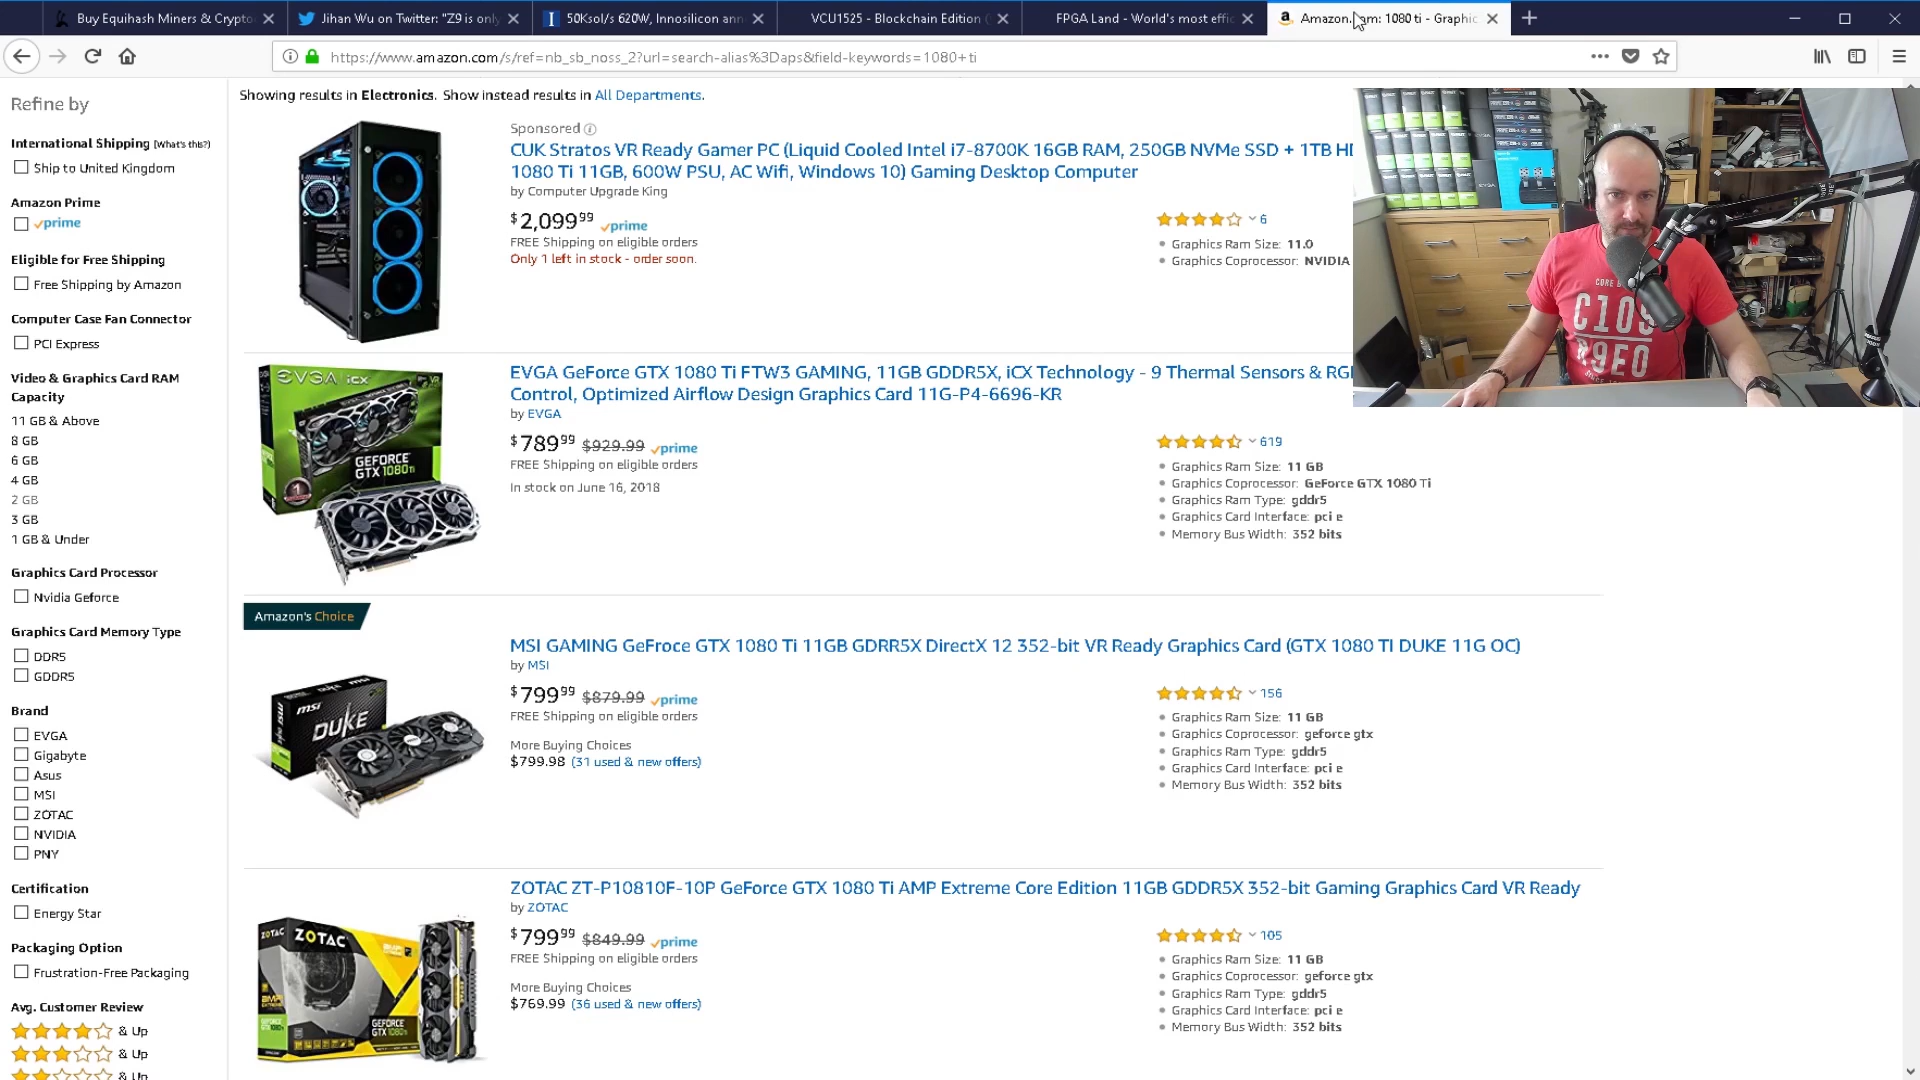 Buy Equihash Miners & Crypto
Jihan Wu on Twitter: "Z9 is only
50Ksol/s 620W, Innosilicon ann
VCU1525 - Blockchain Edition (
FPGA Land - World's most effic
1080 ti - Graphic
https://www.amazon.com/s/ref=nb_sb_noss_2?url=search-alias%3Daps&field-keywords=1080+ti
Refine by
International Shipping (What's this?)
Ship to United Kingdom
Amazon Prime
prime
Eligible for Free Shipping
Free Shipping by Amazon
Computer Case Fan Connector
PCI Express
Video & Graphics Card RAM
Capacity
11 GB & Above
8 GB
6 GB
4 GB
2 GB
3 GB
1 GB & Under
Graphics Card Processor
Nvidia Geforce
Graphics Card Memory Type
DDR5
GDDR5
Brand
EVGA
Gigabyte
Asus
MSI
ZOTAC
NVIDIA
PNY
Certification
Energy Star
Packaging Option
Frustration-Free Packaging
Avg. Customer Review
& Up
& Up
& Up
Showing results in Electronics. Show instead results in All Departments.
Sponsored
CUK Stratos VR Ready Gamer PC (Liquid Cooled Intel i7-8700K 16GB RAM, 250GB NVMe SSD + 1TB HD
1080 Ti 11GB, 600W PSU, AC Wifi, Windows 10) Gaming Desktop Computer
by Computer Upgrade King
$2,099 99 prime
FREE Shipping on eligible orders
Only 1 left in stock - order soon.
6
Graphics Ram Size: 11.0
Graphics Coprocessor: NVIDIA
EVGA GeForce GTX 1080 Ti FTW3 GAMING, 11GB GDDR5X, iCX Technology - 9 Thermal Sensors & RGB
Control, Optimized Airflow Design Graphics Card 11G-P4-6696-KR
by EVGA
$789 99 $929.99 prime
FREE Shipping on eligible orders
In stock on June 16, 2018
619
Graphics Ram Size: 11 GB
Graphics Coprocessor: GeForce GTX 1080 Ti
Graphics Ram Type: gddr5
Graphics Card Interface: pci e
Memory Bus Width: 352 bits
EVGA iCX
GEFORCE
GTX 1080Ti
Amazon's Choice
MSI GAMING GeFroce GTX 1080 Ti 11GB GDRR5X DirectX 12 352-bit VR Ready Graphics Card (GTX 1080 TI DUKE 11G OC)
by MSI
$799 99 $879.99 prime
FREE Shipping on eligible orders
More Buying Choices
$799.98 (31 used & new offers)
156
Graphics Ram Size: 11 GB
Graphics Coprocessor: geforce gtx
Graphics Ram Type: gddr5
Graphics Card Interface: pci e
Memory Bus Width: 352 bits
msi
DUKE
ZOTAC ZT-P10810F-10P GeForce GTX 1080 Ti AMP Extreme Core Edition 11GB GDDR5X 352-bit Gaming Graphics Card VR Ready
by ZOTAC
$799 99 $849.99 prime
FREE Shipping on eligible orders
More Buying Choices
$769.99 (36 used & new offers)
105
Graphics Ram Size: 11 GB
Graphics Coprocessor: geforce gtx
Graphics Ram Type: gddr5
Graphics Card Interface: pci e
Memory Bus Width: 352 bits
ZOTAC
ZOTAC
GEFORCE
GTX 1080Ti